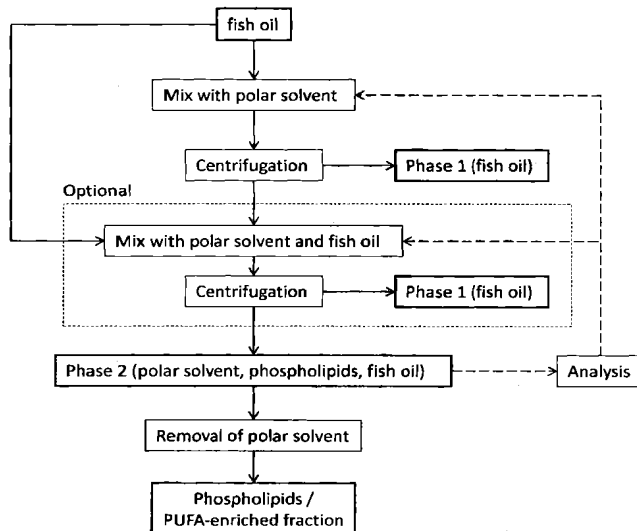 fish oil
Mix with polar solvent
Centrifugation
Phase 1 (fish oil)
Optional
Mix with polar solvent and fish oil
Centrifugation
Phase 1 (fish oil)
Phase 2 (polar solvent, phospholipids, fish oil)
Analysis
Removal of polar solvent
Phospholipids /
PUFA-enriched fraction